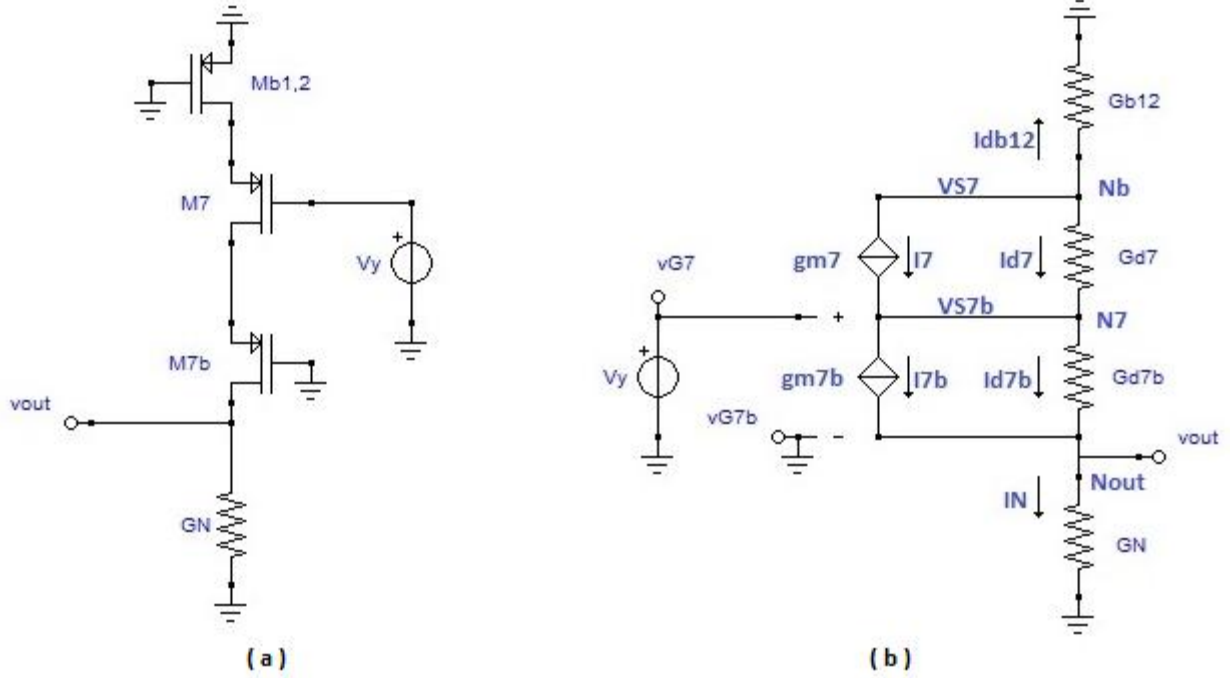 Mb1,2
M7
Vy
+
M7b
vout
GN
( a )
Gb12
Idb12
VS7
Nb
vG7
gm7
I7
Id7
Gd7
+
VS7b
N7
+
Vy
gm7b
I7b
Id7b
Gd7b
vG7b
-
vout
Nout
IN
GN
( b )